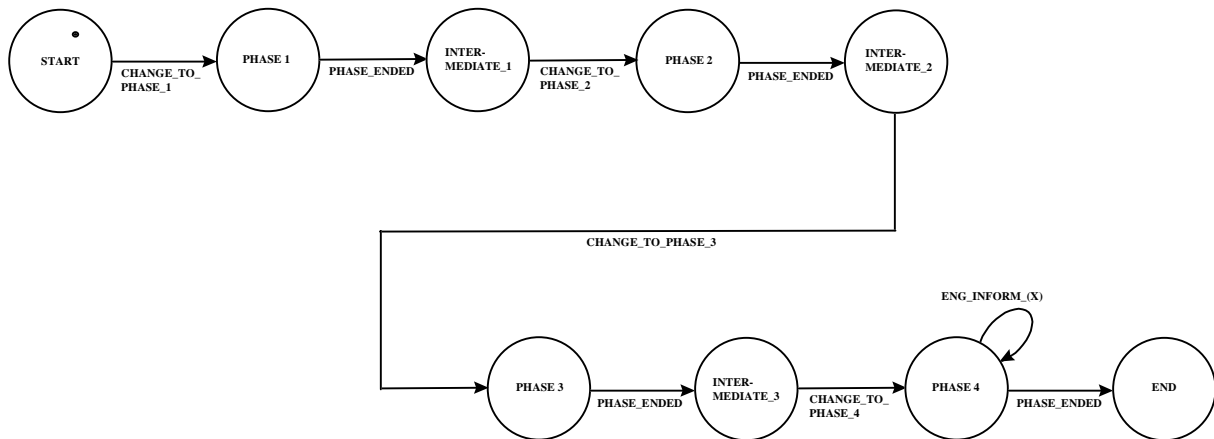 START
CHANGE_TO_
PHASE_1
PHASE 1
PHASE_ENDED
INTER-
MEDIATE_1
CHANGE_TO_
PHASE_2
PHASE 2
PHASE_ENDED
INTER-
MEDIATE_2
CHANGE_TO_PHASE_3
PHASE 3
PHASE_ENDED
INTER-
MEDIATE_3
CHANGE_TO_
PHASE_4
ENG_INFORM_(X)
PHASE 4
PHASE_ENDED
END